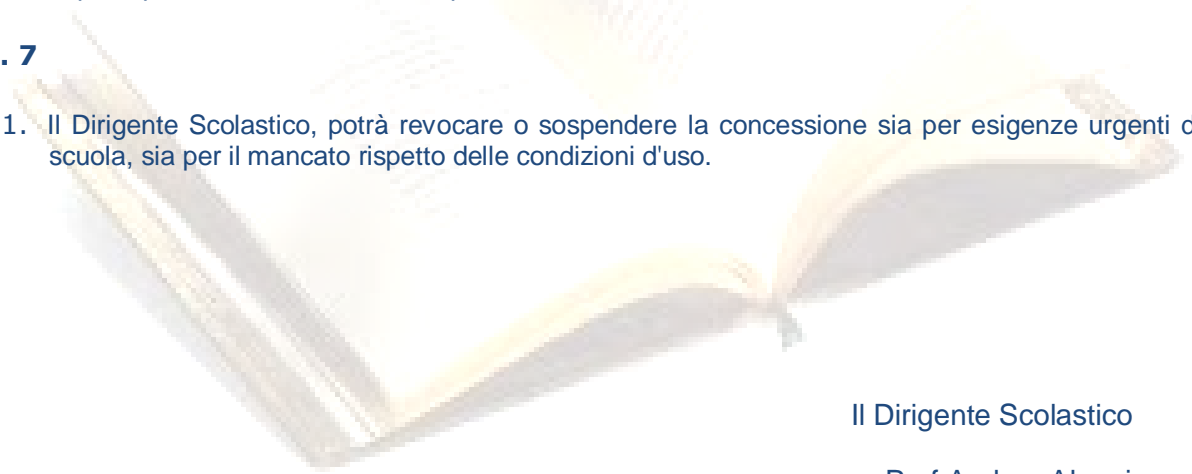 . 7
1. Il Dirigente Scolastico, potrà revocare o sospendere la concessione sia per esigenze urgenti
scuola, sia per il mancato rispetto delle condizioni d'uso.
Il Dirigente Scolastico